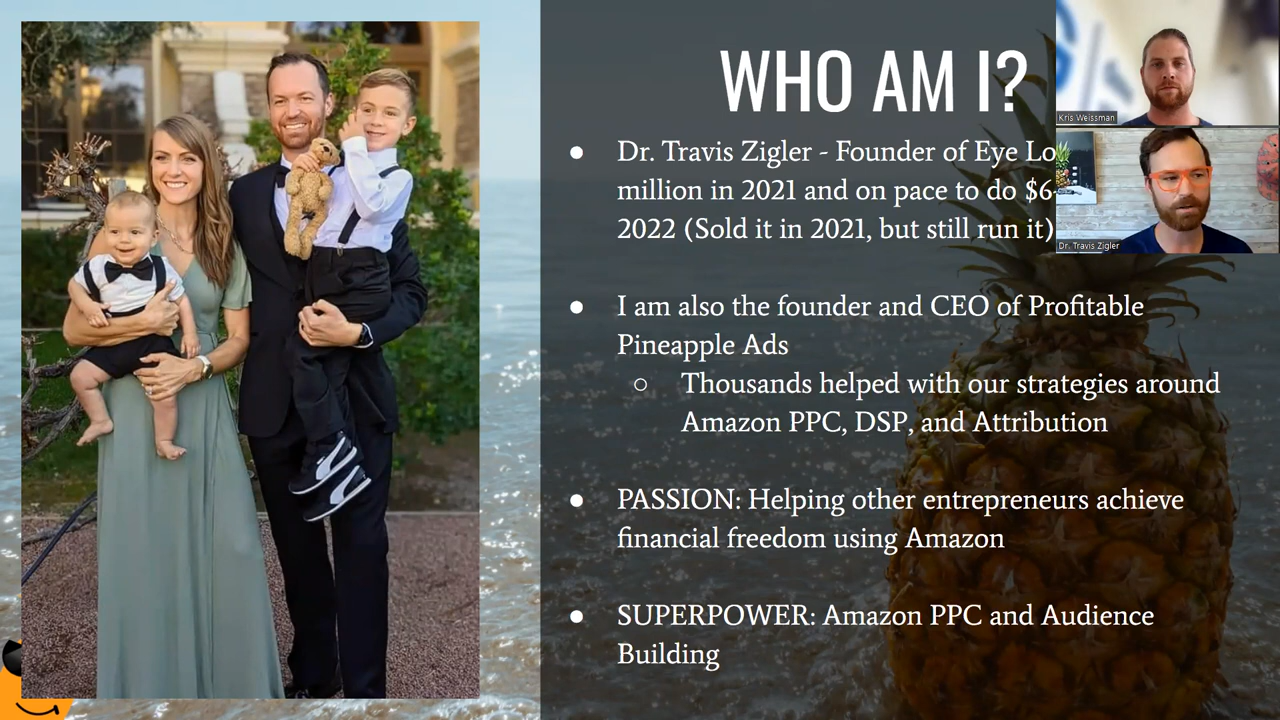 WHO AM I?
● Dr. Travis Zigler - Founder of Eye Lo
million in 2021 and on pace to do $6
2022 (Sold it in 2021, but still run it)
● I am also the founder and CEO of Profitable
Pineapple Ads
○ Thousands helped with our strategies around
Amazon PPC, DSP, and Attribution
● PASSION: Helping other entrepreneurs achieve
financial freedom using Amazon
● SUPERPOWER: Amazon PPC and Audience
Building
Kris Weissman
Dr. Travis Zigler